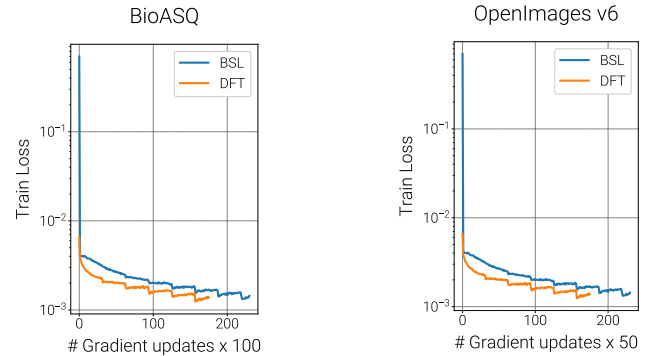 BioASQ
BSL
DFT
10⁻¹
10⁻²
10⁻³
Train Loss
0 100 200
# Gradient updates x 100
OpenImages v6
BSL
DFT
10⁻¹
10⁻²
10⁻³
Train Loss
0 100 200
# Gradient updates x 50